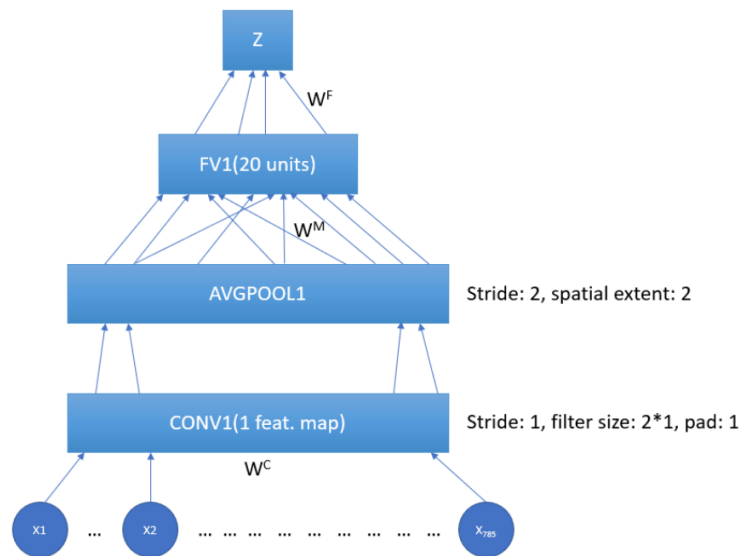 Z
W^F
FV1(20 units)
W^M
AVGPOOL1
Stride: 2, spatial extent: 2
CONV1(1 feat. map)
Stride: 1, filter size: 2*1, pad: 1
W^C
X1 ... X2 ... ... ... ... ... ... ... ... ... X₇₈₅